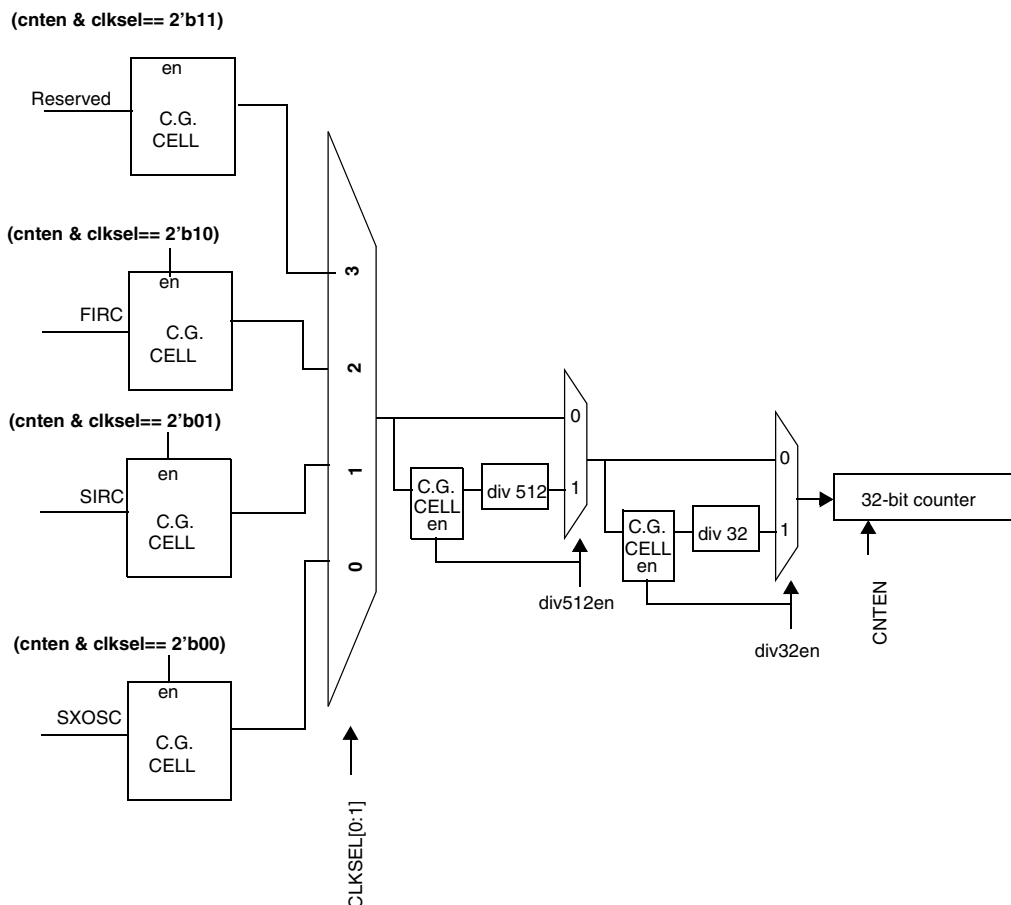 (cnten & clksel== 2’b11)
en
Reserved
C.G.
CELL
(cnten & clksel== 2’b10)
en
FIRC
C.G.
CELL
(cnten & clksel== 2’b01)
en
SIRC
C.G.
CELL
(cnten & clksel== 2’b00)
en
SXOSC
C.G.
CELL
3
2
1
0
CLKSEL[0:1]
C.G.
CELL
en
div 512
0
1
div512en
C.G.
CELL
en
div 32
0
1
div32en
32-bit counter
CNTEN